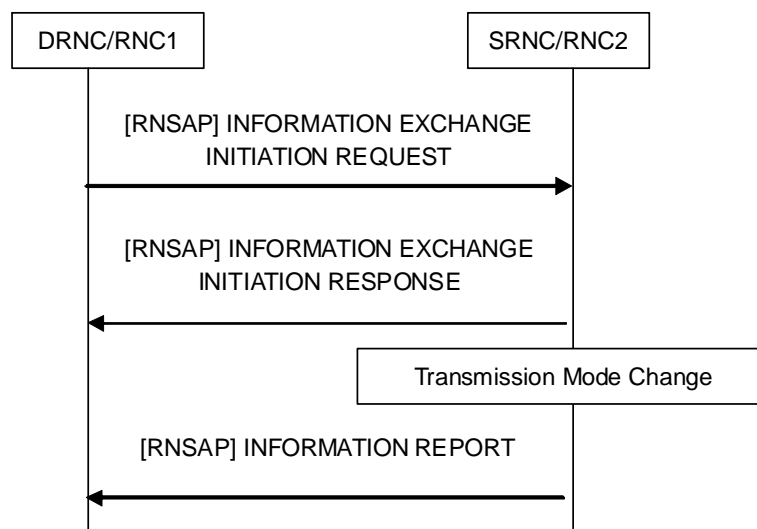 DRNC/RNC1
SRNC/RNC2
[RNSAP] INFORMATION EXCHANGE
INITIATION REQUEST
[RNSAP] INFORMATION EXCHANGE
INITIATION RESPONSE
Transmission Mode Change
[RNSAP] INFORMATION REPORT